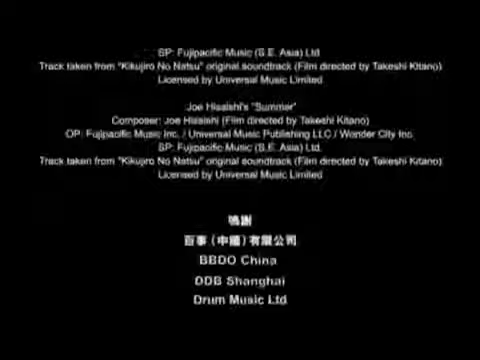 SP: Fujipacific Music (S.E. Asia) Ltd
Track taken from "Kikujiro No Natsu" original soundtrack (Film directed by Takeshi Kitano)
Licensed by Universal Music Limited
Joe Hisaishi's "Summer"
Composer: Joe Hisaishi (Film directed by Takeshi Kitano)
OP: Fujipacific Music Inc. / Universal Music Publishing LLC / Wonder City Inc.
SP: Fujipacific Music (S.E. Asia) Ltd.
Track taken from "Kikujiro No Natsu" original soundtrack (Film directed by Takeshi Kitano)
Licensed by Universal Music Limited
鳴謝
百事（中國）有限公司
BBDO China
DDB Shanghai
Drum Music Ltd